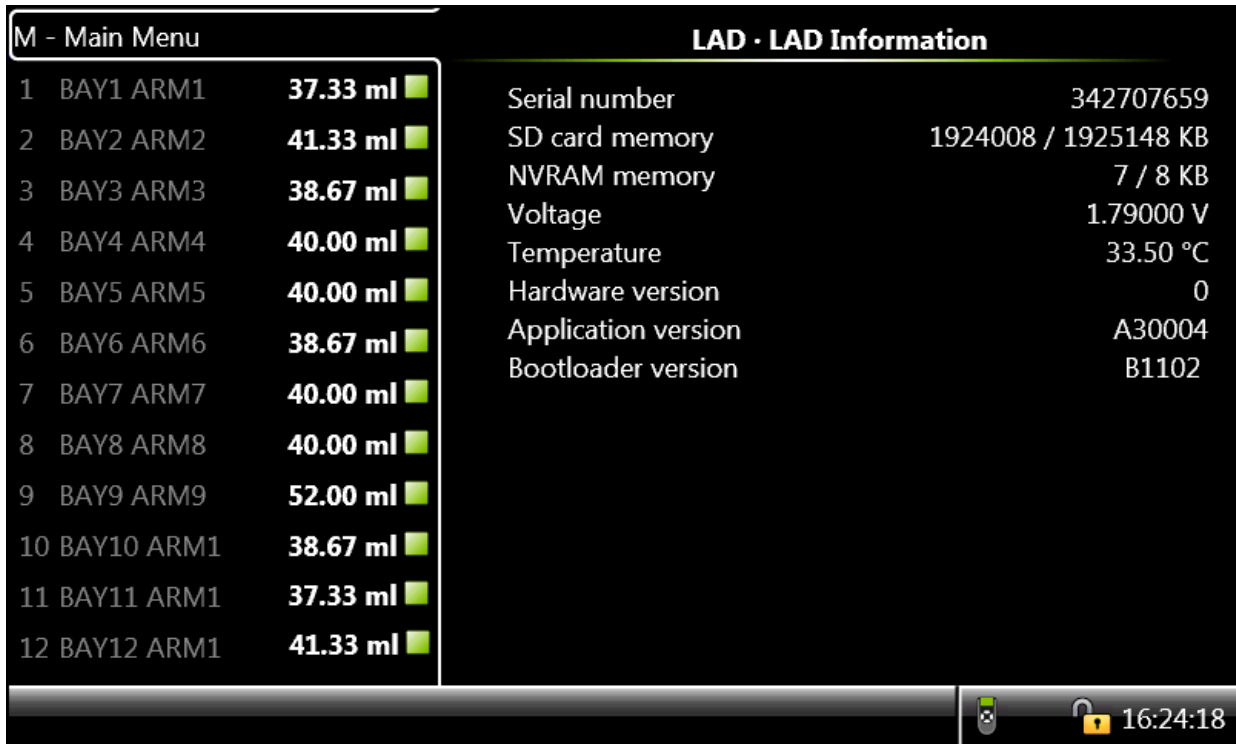 M - Main Menu
1 BAY1 ARM1 37.33 ml
2 BAY2 ARM2 41.33 ml
3 BAY3 ARM3 38.67 ml
4 BAY4 ARM4 40.00 ml
5 BAY5 ARM5 40.00 ml
6 BAY6 ARM6 38.67 ml
7 BAY7 ARM7 40.00 ml
8 BAY8 ARM8 40.00 ml
9 BAY9 ARM9 52.00 ml
10 BAY10 ARM1 38.67 ml
11 BAY11 ARM1 37.33 ml
12 BAY12 ARM1 41.33 ml
LAD · LAD Information
Serial number 342707659
SD card memory 1924008 / 1925148 KB
NVRAM memory 7 / 8 KB
Voltage 1.79000 V
Temperature 33.50 °C
Hardware version 0
Application version A30004
Bootloader version B1102
16:24:18